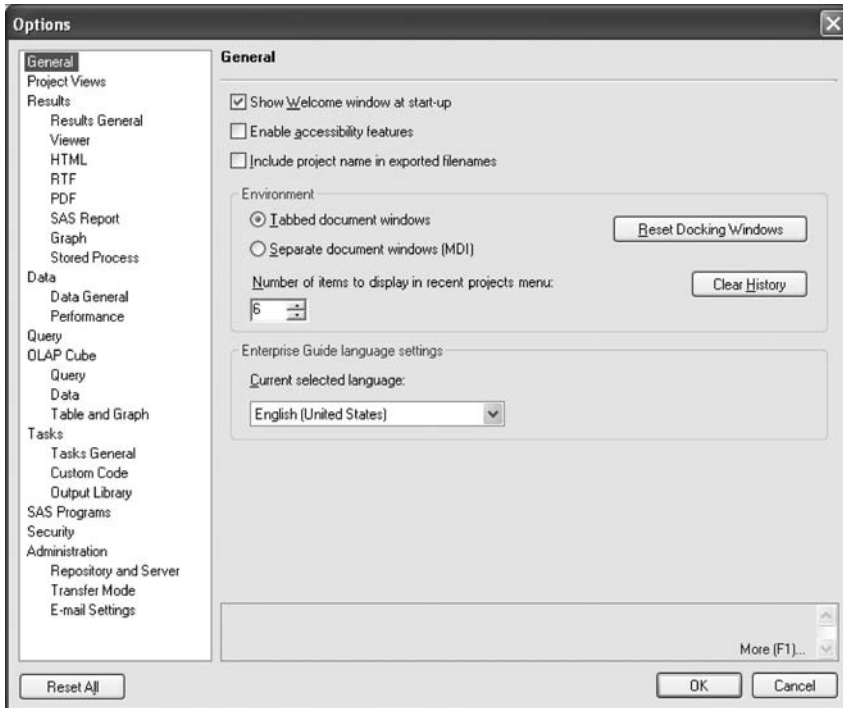 Options
General
Project Views
Results
Results General
Viewer
HTML
RTF
PDF
SAS Report
Graph
Stored Process
Data
Data General
Performance
Query
OLAP Cube
Query
Data
Table and Graph
Tasks
Tasks General
Custom Code
Output Library
SAS Programs
Security
Administration
Repository and Server
Transfer Mode
E-mail Settings
General
Show Welcome window at start-up
Enable accessibility features
Include project name in exported filenames
Environment
Tabbed document windows
Reset Docking Windows
Separate document windows (MDI)
Number of items to display in recent projects menu:
Clear History
6
Enterprise Guide language settings
Current selected language:
English (United States)
More (F1)...
Reset All
OK
Cancel